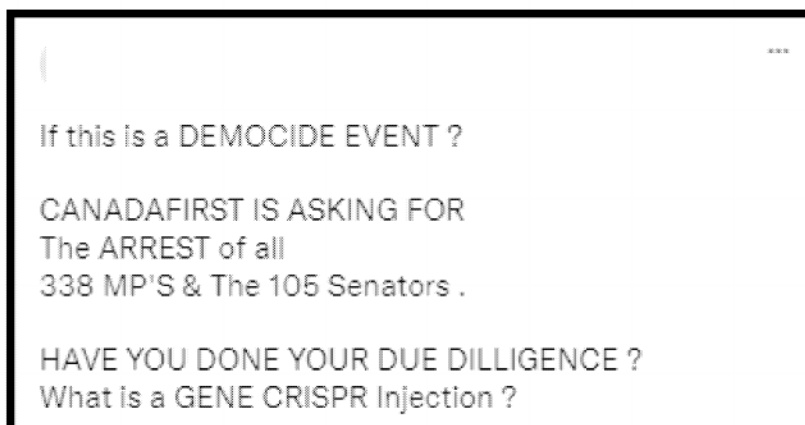 If this is a DEMOCIDE EVENT ?
CANADAFIRST IS ASKING FOR
The ARREST of all
338 MP'S & The 105 Senators .
HAVE YOU DONE YOUR DUE DILLIGENCE ?
What is a GENE CRISPR Injection ?